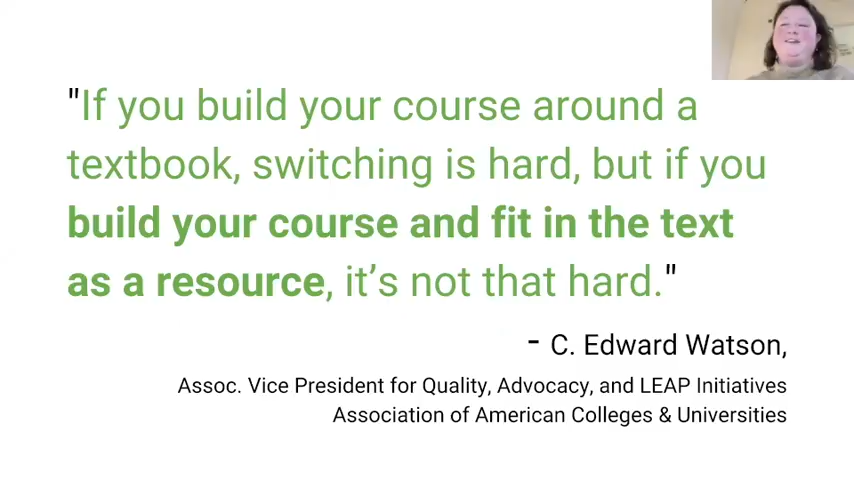 "If you build your course around a
textbook, switching is hard, but if you
build your course and fit in the text
as a resource, it’s not that hard."
- C. Edward Watson,
Assoc. Vice President for Quality, Advocacy, and LEAP Initiatives
Association of American Colleges & Universities